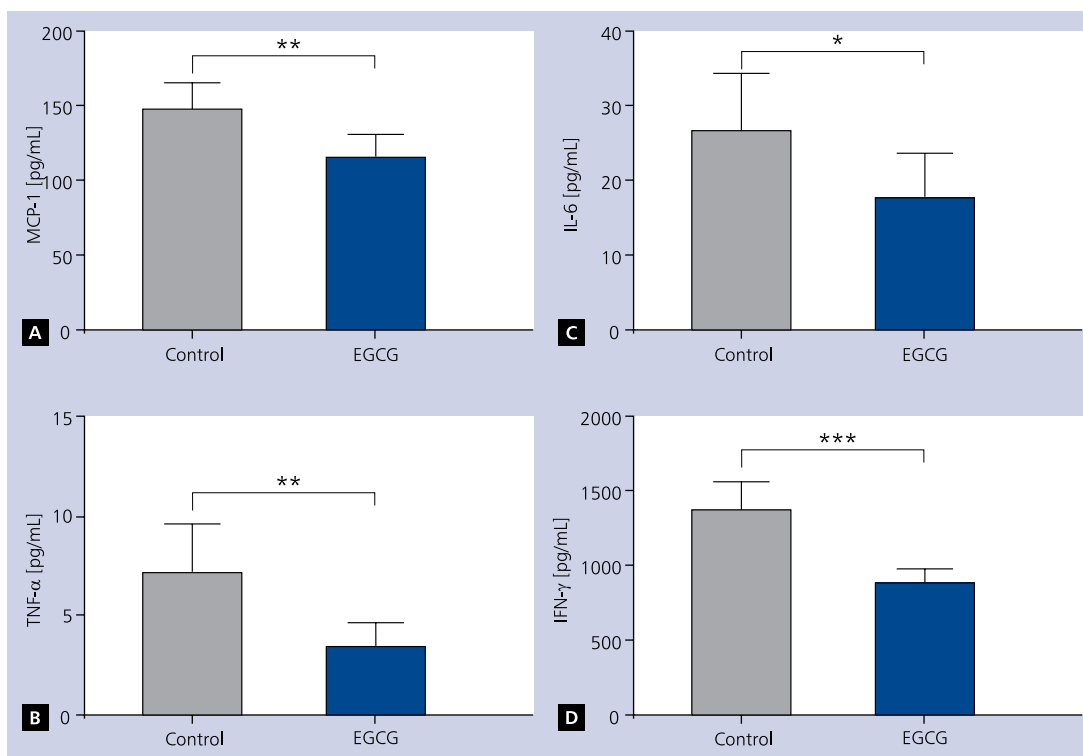 200
150
100
50
0
MCP-1 [pg/mL]
**
Control
EGCG
A
40
30
20
10
0
IL-6 [pg/mL]
*
Control
EGCG
C
15
10
5
0
TNF-α [pg/mL]
**
Control
EGCG
B
2000
1500
1000
500
0
IFN-γ [pg/mL]
***
Control
EGCG
D